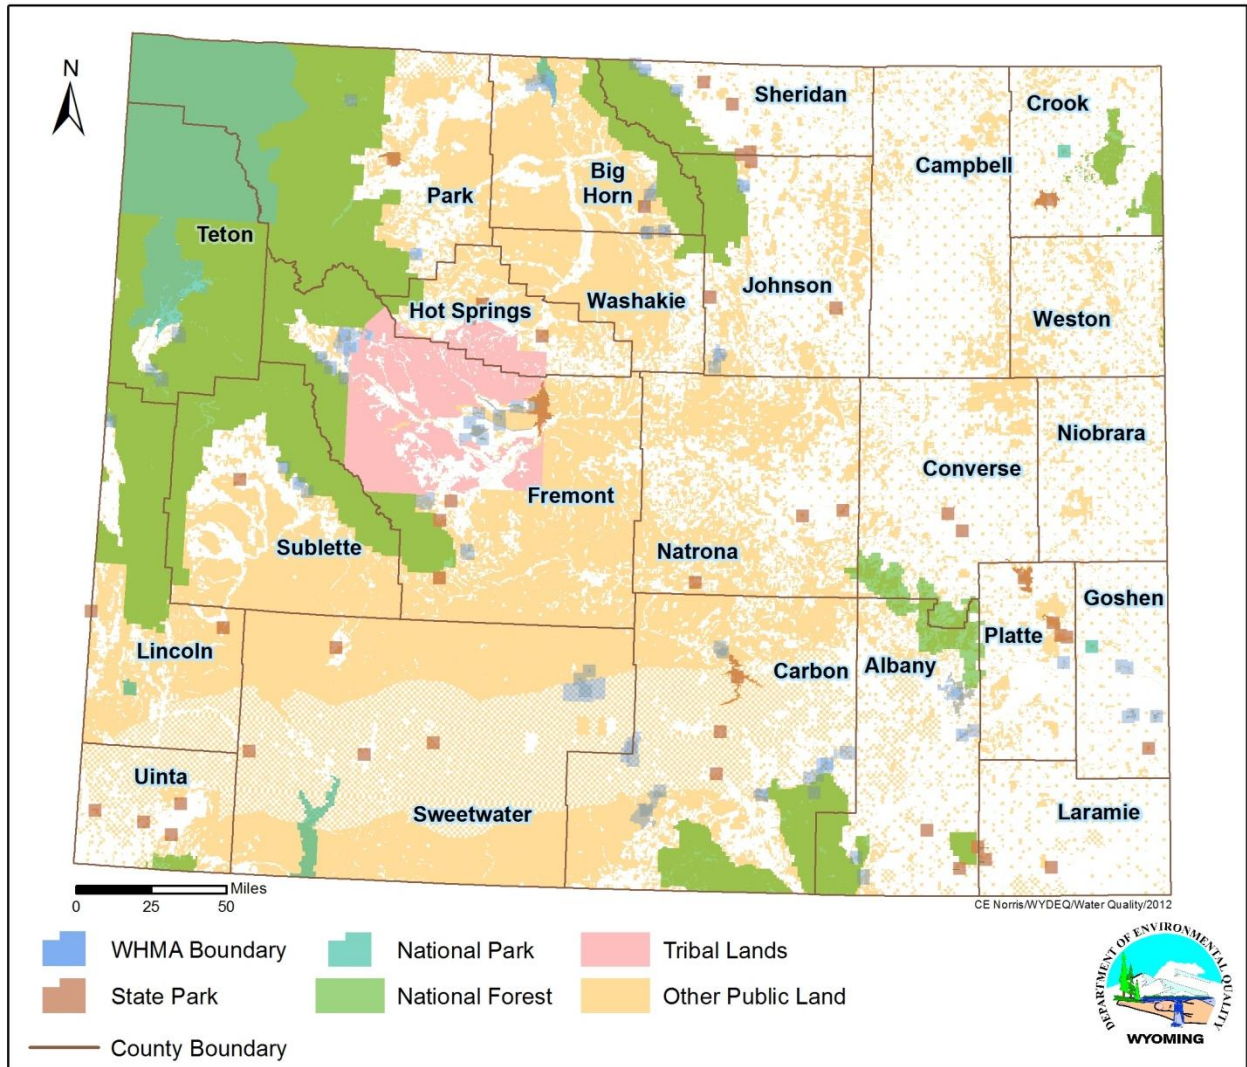 N
Sheridan
Crook
Campbell
Big
Horn
Park
Teton
Johnson
Hot Springs
Washakie
Weston
Niobrara
Converse
Fremont
Natrona
Sublette
Goshen
Platte
Lincoln
Carbon
Albany
Uinta
Sweetwater
Laramie
Miles
0 25 50
CE Norris/WYDEQ/Water Quality/2012
WHMA Boundary
National Park
Tribal Lands
State Park
National Forest
Other Public Land
County Boundary
DEPARTMENT OF ENVIRONMENTAL QUALITY
WYOMING